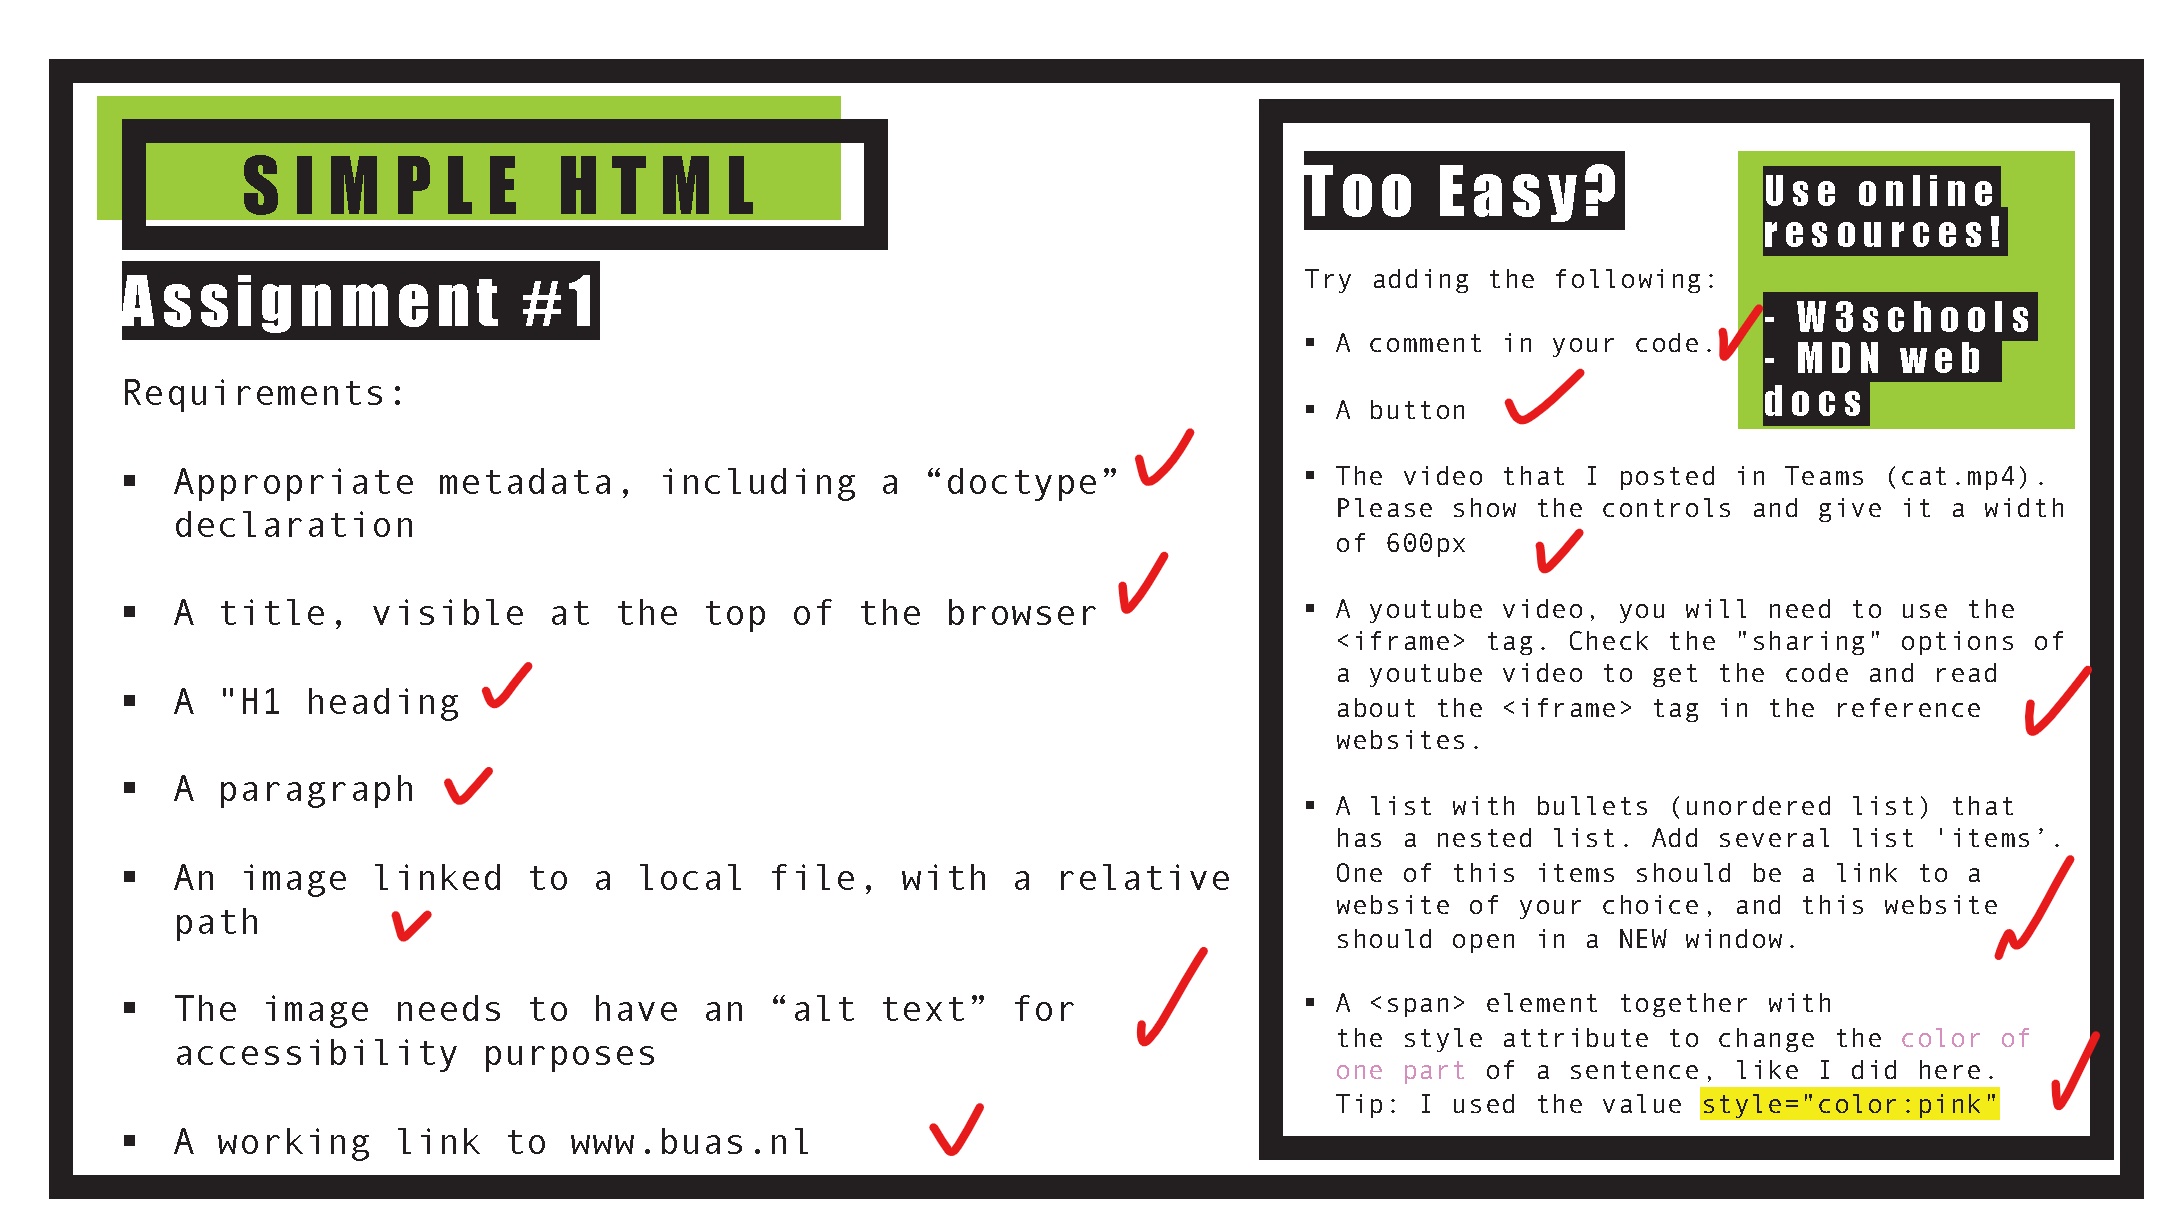 SIMPLE HTML
Assignment #1
Requirements:
▪ Appropriate metadata, including a “doctype”
declaration
▪ A title, visible at the top of the browser
▪ A "H1 heading
▪ A paragraph
▪ An image linked to a local file, with a relative
path
▪ The image needs to have an “alt text” for
accessibility purposes
▪ A working link to www.buas.nl
Too Easy?
Try adding the following:
▪ A comment in your code.
▪ A button
▪ The video that I posted in Teams (cat.mp4).
Please show the controls and give it a width
of 600px
▪ A youtube video, you will need to use the
<iframe> tag. Check the "sharing" options of
a youtube video to get the code and read
about the <iframe> tag in the reference
websites.
▪ A list with bullets (unordered list) that
has a nested list. Add several list 'items’.
One of this items should be a link to a
website of your choice, and this website
should open in a NEW window.
▪ A <span> element together with
the style attribute to change the color of
one part of a sentence, like I did here.
Tip: I used the value style="color:pink"
Use online
resources!
- W3schools
- MDN web
docs